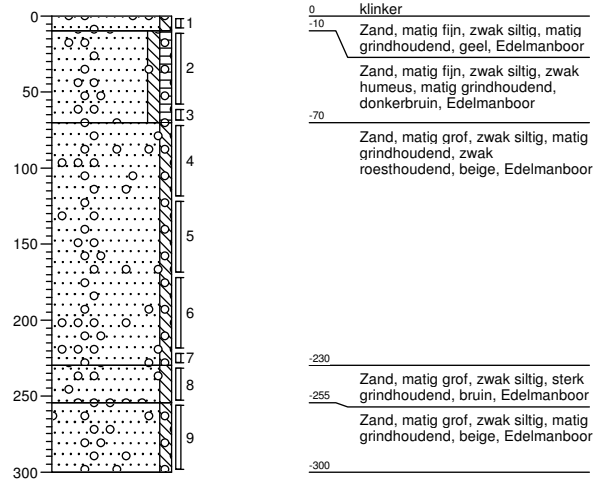 0
50
100
150
200
250
300
1
2
3
4
5
6
7
8
9
0
klinker
-10
Zand, matig fijn, zwak siltig, matig
grindhoudend, geel, Edelmanboor
Zand, matig fijn, zwak siltig, zwak
humeus, matig grindhoudend,
donkerbruin, Edelmanboor
-70
Zand, matig grof, zwak siltig, matig
grindhoudend, zwak
roesthoudend, beige, Edelmanboor
-230
Zand, matig grof, zwak siltig, sterk
grindhoudend, bruin, Edelmanboor
-255
Zand, matig grof, zwak siltig, matig
grindhoudend, beige, Edelmanboor
-300